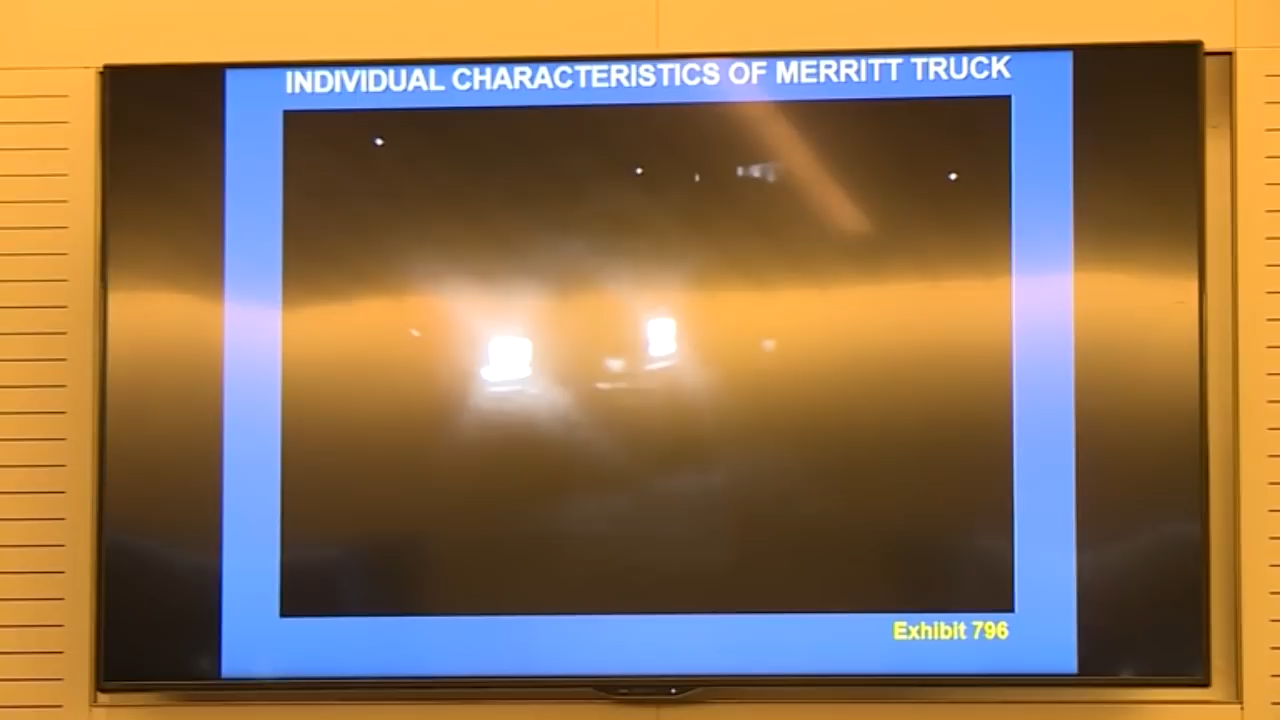 INDIVIDUAL CHARACTERISTICS OF MERRITT TRUCK
Exhibit 796